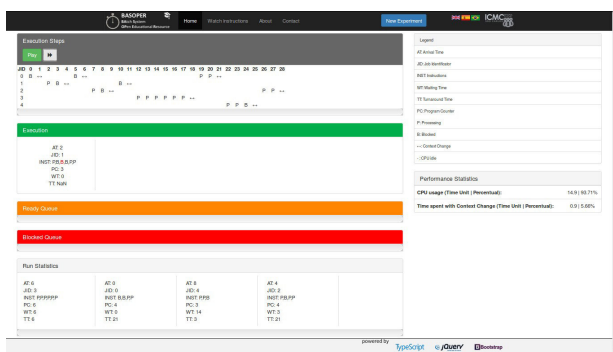 BASOPER
BAtch System
OPen Educational Resource
Home Watch Instructions About Contact
New Experiment
ICMC
Execution Steps
Play
JID 0 1 2 3 4 5 6 7 8 9 10 11 12 13 14 15 16 17 18 19 20 21 22 23 24 25 26 27 28
0 B -- B -- P P --
1 P B -- B --
2 P B -- P P --
3 P P P P P P --
4 P P B --
Execution
AT: 2
JID: 1
INST: P,B,B,P,P
PC: 3
WT: 0
TT: NaN
Ready Queue
Blocked Queue
Run Statistics
AT: 6
JID: 3
INST: P,P,P,P,P,P
PC: 6
WT: 6
TT: 6
AT: 0
JID: 0
INST: B,B,P,P
PC: 4
WT: 0
TT: 21
AT: 8
JID: 4
INST: P,P,B
PC: 3
WT: 14
TT: 3
AT: 4
JID: 2
INST: P,B,P,P
PC: 4
WT: 3
TT: 21
Legend
AT: Arrival Time
JID: Job Identificator
INST: Instructions
WT: Waiting Time
TT: Turnaround Time
PC: Program Counter
P: Processing
B: Blocked
--: Context Change
-: CPU Idle
Performance Statistics
CPU usage (Time Unit | Percentual): 14.9 | 93.71%
Time spent with Context Change (Time Unit | Percentual): 0.9 | 5.66%
powered by
TypeScript jQuery Bootstrap